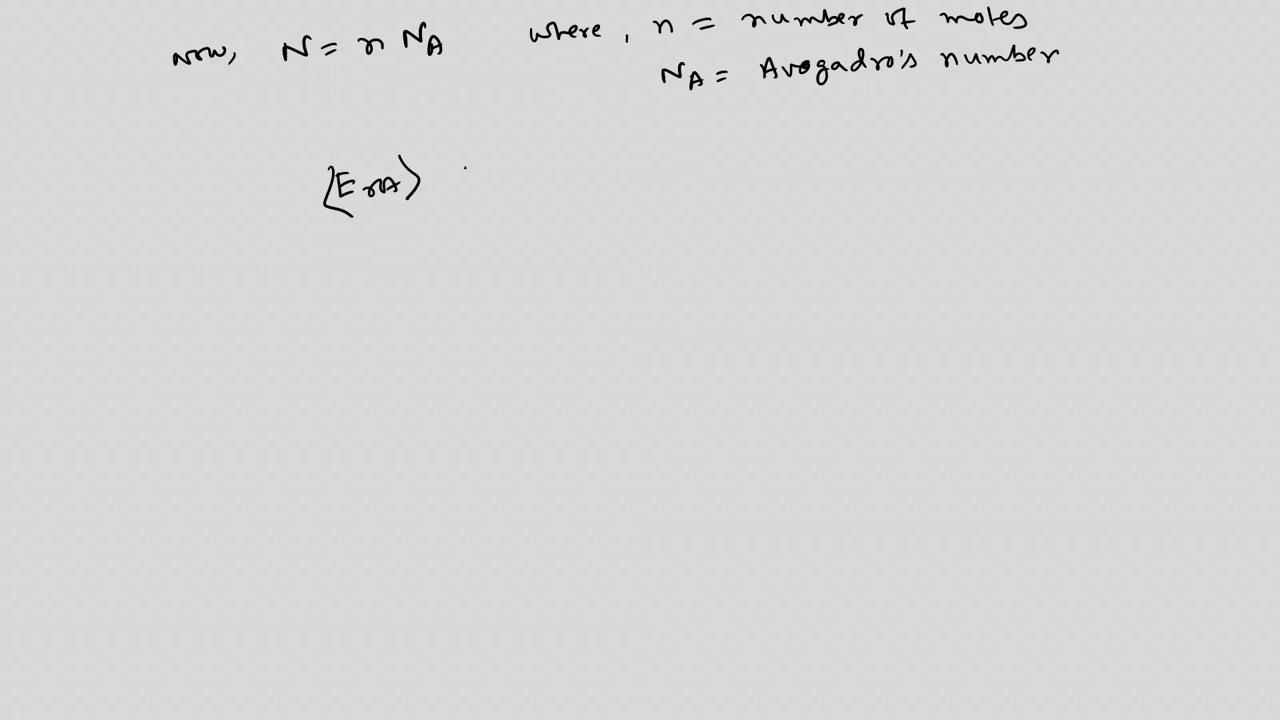 now, N = n N_A where, n = number of moles
N_A = Avogadro's number
⟨E_rA⟩